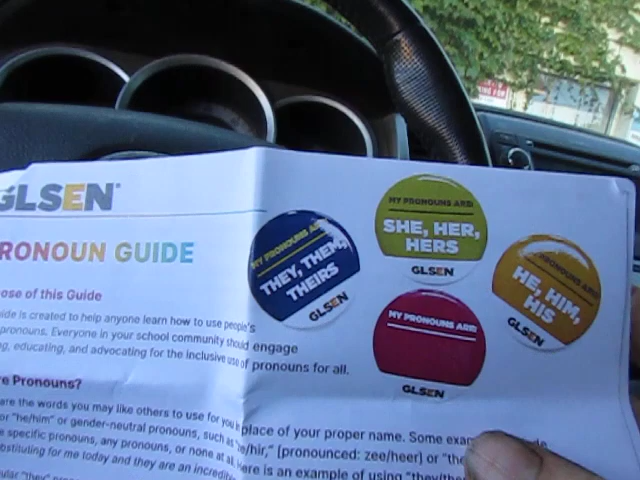 GLSEN®
PRONOUN GUIDE
ose of this Guide
ide is created to help anyone learn how to use people's
pronouns. Everyone in your school community should engage
g, educating, and advocating for the inclusive use of pronouns for all.
re Pronouns?
are the words you may like others to use for you in place of your proper name. Some
or "he/him" or gender-neutral pronouns, such as "ze/hir," [pronounced: zee/heer] or "the
e specific pronouns, any pronouns, or none at all.
bstituting for me today and they are an incredib
Here is an example of using "they/them
MY PRONOUNS ARE:
THEY, THEM,
THEIRS
GLSEN
MY PRONOUNS ARE:
SHE, HER,
HERS
GLSEN
MY PRONOUNS ARE:
HE, HIM,
HIS
GLSEN
MY PRONOUNS ARE:
GLSEN